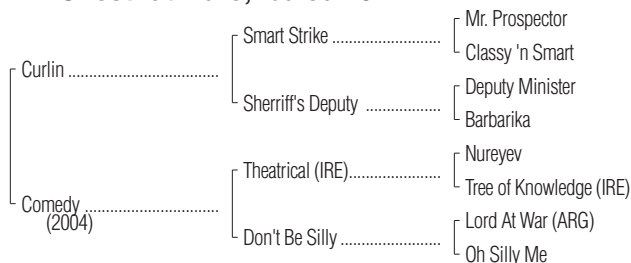 Mr. Prospector
Smart Strike ....................
Classy 'n Smart
Curlin ............................
Deputy Minister
Sherriff's Deputy ....................
Barbarika
Nureyev
Theatrical (IRE)....................
Tree of Knowledge (IRE)
Comedy ............................
(2004)
Lord At War (ARG)
Don't Be Silly ....................
Oh Silly Me